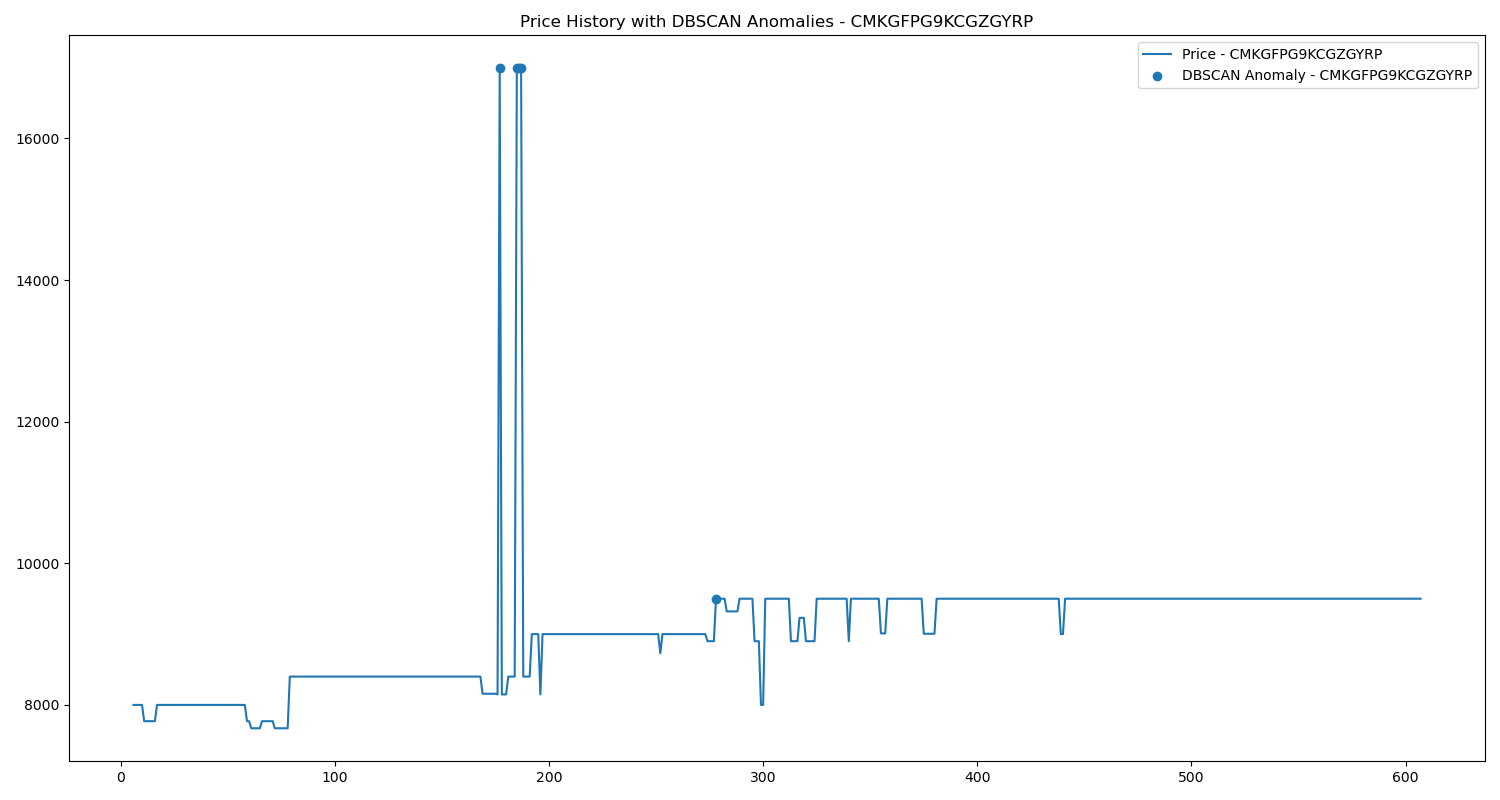 Price History with DBSCAN Anomalies - CMKGFPG9KCGZGYRP
Price - CMKGFPG9KCGZGYRP
DBSCAN Anomaly - CMKGFPG9KCGZGYRP
16000
14000
12000
10000
8000
0 100 200 300 400 500 600